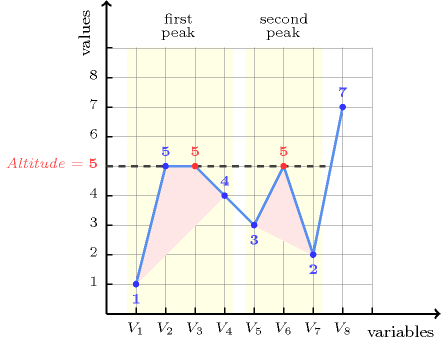 values
first
peak
second
peak
8
7
6
Altitude = 5
4
3
2
1
1
5
5
4
3
5
2
7
V1 V2 V3 V4 V5 V6 V7 V8
variables